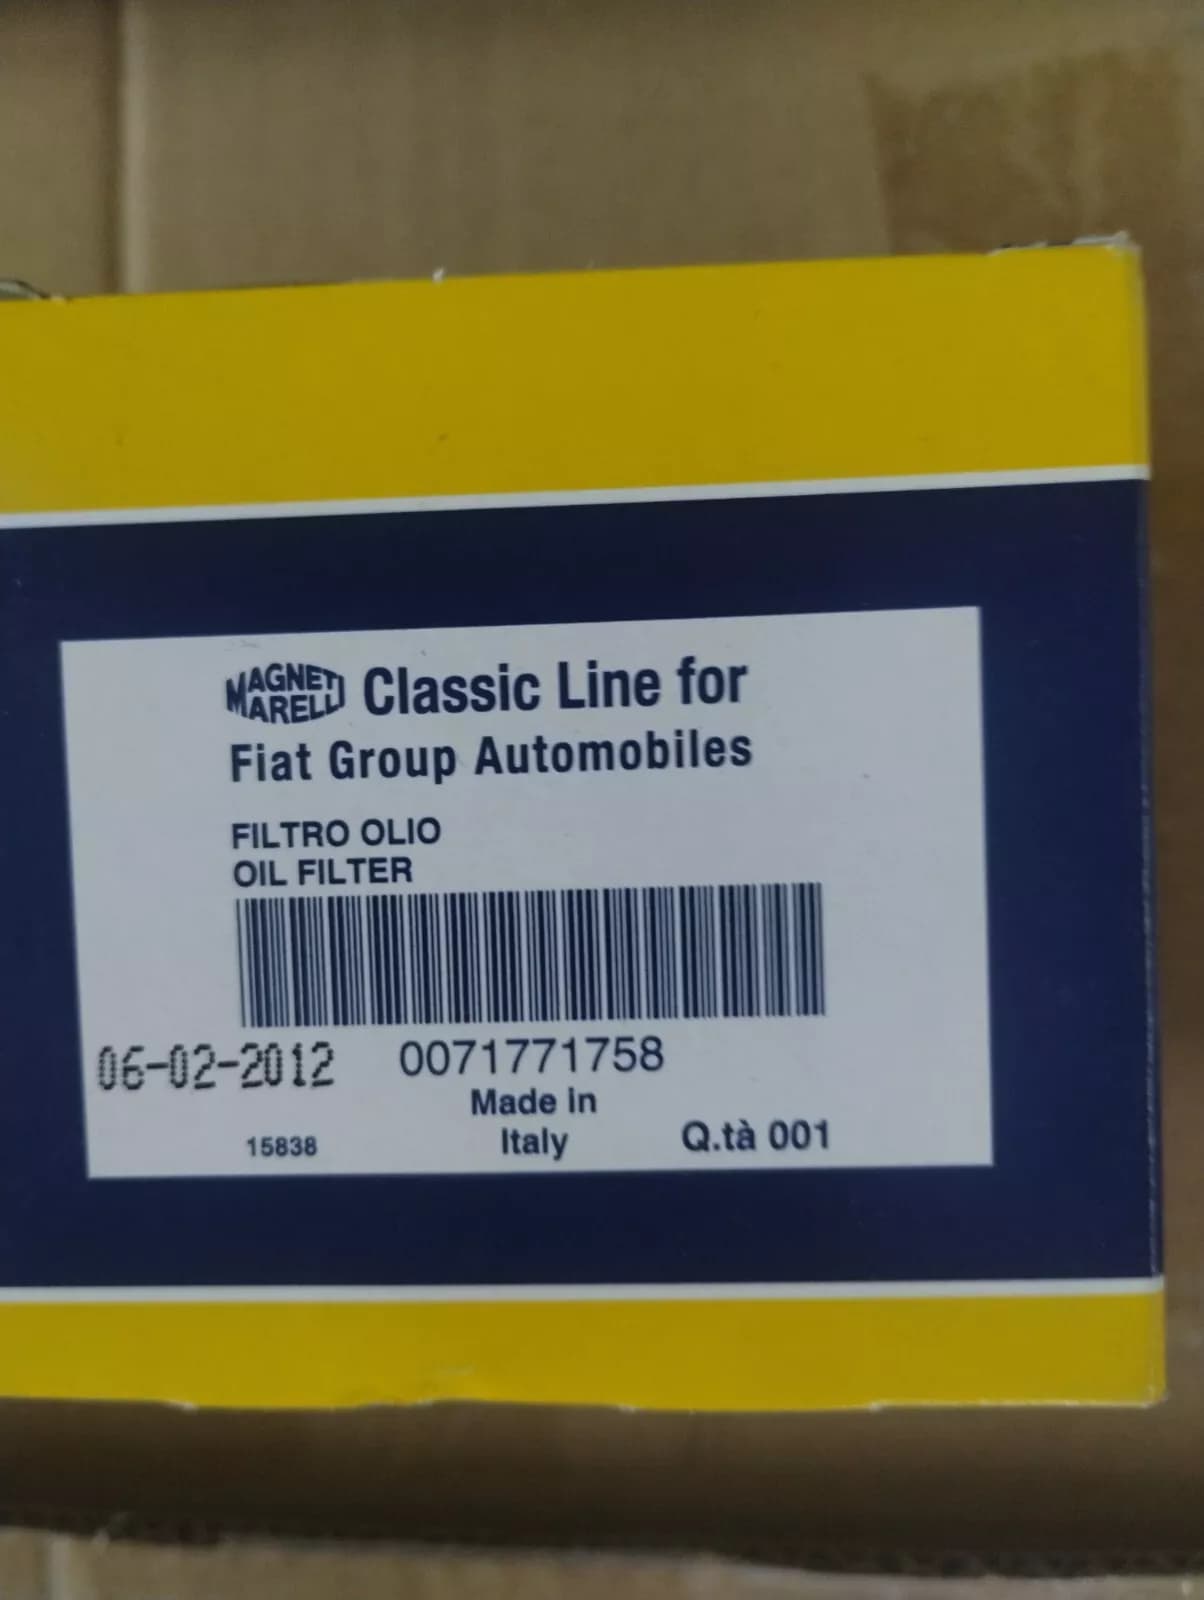 MAGNETI MARELLI Classic Line for
Fiat Group Automobiles
FILTRO OLIO
OIL FILTER
06-02-2012 0071771758
Made in
15838 Italy Q.tà 001